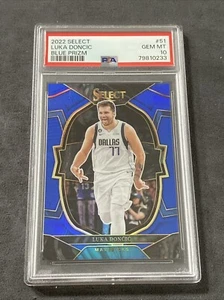 2022 SELECT #51
LUKA DONCIC GEM MT
BLUE PRIZM 10
PSA 79810233
SELECT
DALLAS
77
LUKA DONCIC